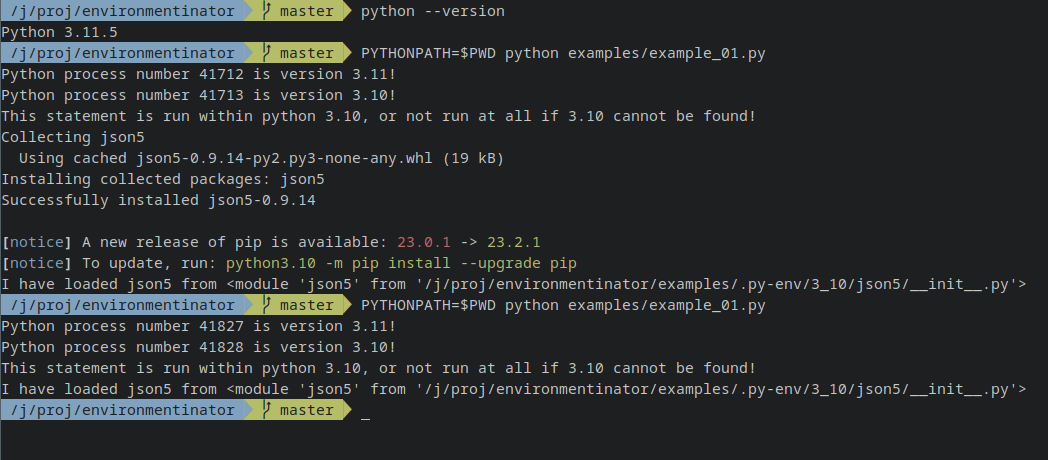 /j/proj/environmentinator master python --version
Python 3.11.5
/j/proj/environmentinator master PYTHONPATH=$PWD python examples/example_01.py
Python process number 41712 is version 3.11!
Python process number 41713 is version 3.10!
This statement is run within python 3.10, or not run at all if 3.10 cannot be found!
Collecting json5
  Using cached json5-0.9.14-py2.py3-none-any.whl (19 kB)
Installing collected packages: json5
Successfully installed json5-0.9.14

[notice] A new release of pip is available: 23.0.1 -> 23.2.1
[notice] To update, run: python3.10 -m pip install --upgrade pip
I have loaded json5 from <module 'json5' from '/j/proj/environmentinator/examples/.py-env/3_10/json5/__init__.py'>
/j/proj/environmentinator master PYTHONPATH=$PWD python examples/example_01.py
Python process number 41827 is version 3.11!
Python process number 41828 is version 3.10!
This statement is run within python 3.10, or not run at all if 3.10 cannot be found!
I have loaded json5 from <module 'json5' from '/j/proj/environmentinator/examples/.py-env/3_10/json5/__init__.py'>
/j/proj/environmentinator master _